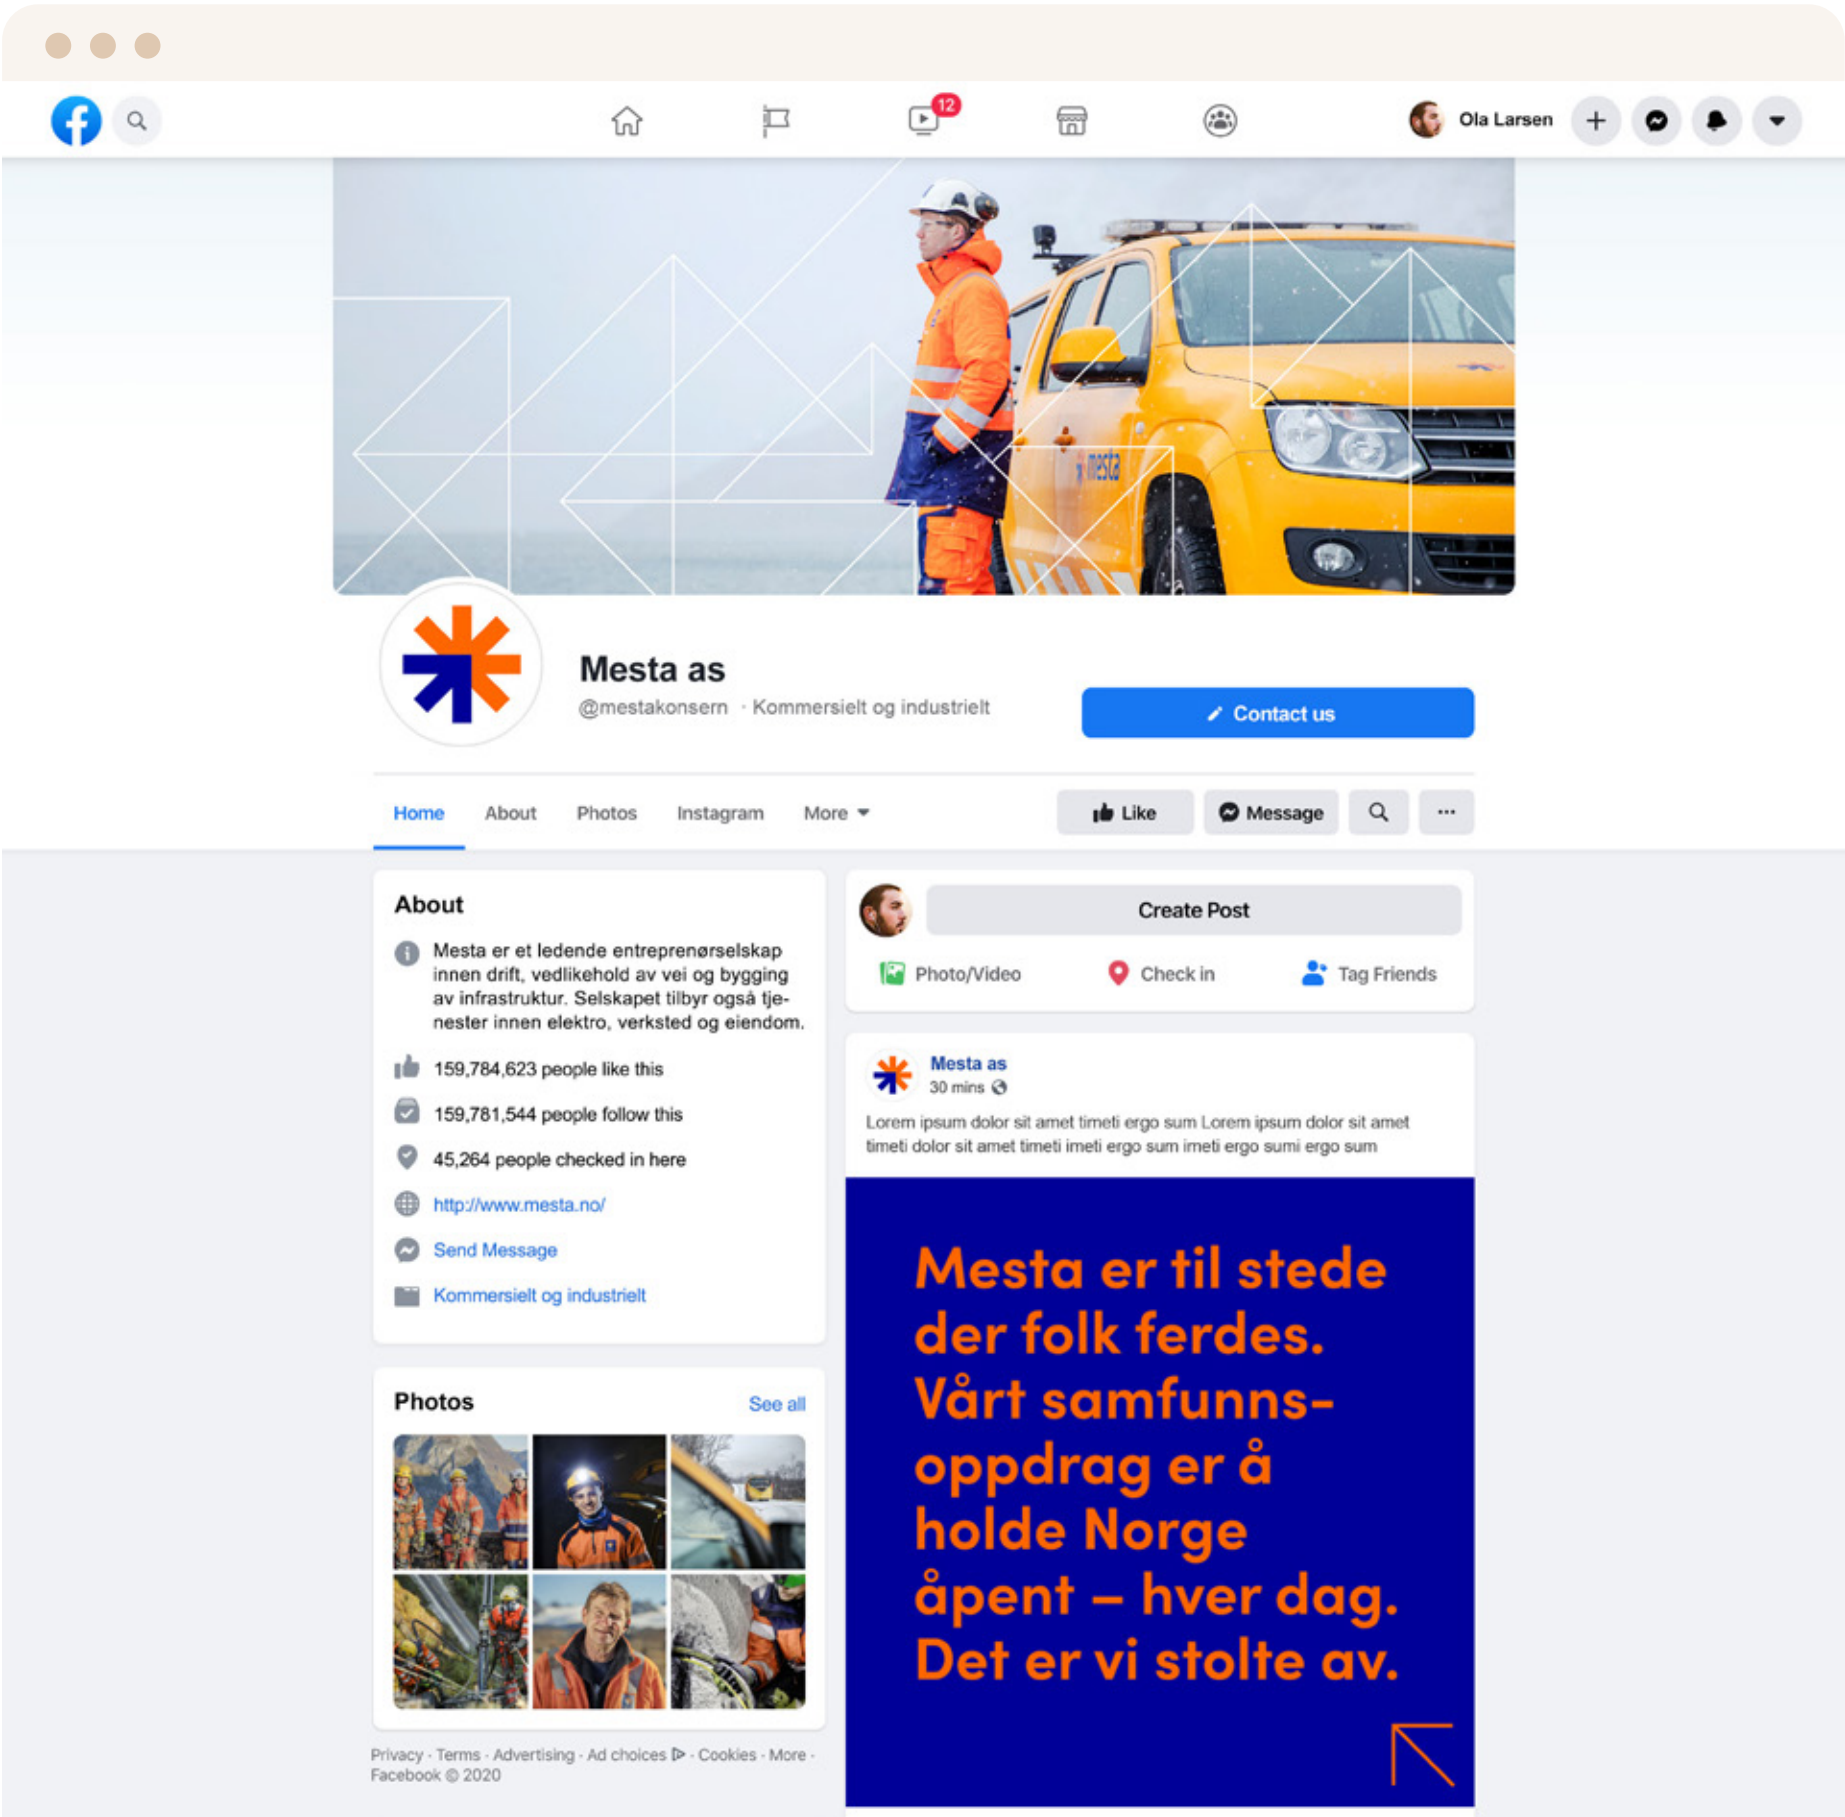 12
Ola Larsen
mesta
Mesta as
@mestakonsern · Kommersielt og industrielt
Contact us
Home
About
Photos
Instagram
More
Like
Message
About
Mesta er et ledende entreprenørselskap
innen drift, vedlikehold av vei og bygging
av infrastruktur. Selskapet tilbyr også tje-
nester innen elektro, verksted og eiendom.
159,784,623 people like this
159,781,544 people follow this
45,264 people checked in here
http://www.mesta.no/
Send Message
Kommersielt og industrielt
Photos
See all
Privacy · Terms · Advertising · Ad choices · Cookies · More ·
Facebook © 2020
Create Post
Photo/Video
Check in
Tag Friends
Mesta as
30 mins
Lorem ipsum dolor sit amet timeti ergo sum Lorem ipsum dolor sit amet
timeti dolor sit amet timeti imeti ergo sum imeti ergo sumi ergo sum
Mesta er til stede
der folk ferdes.
Vårt samfunns-
oppdrag er å
holde Norge
åpent – hver dag.
Det er vi stolte av.